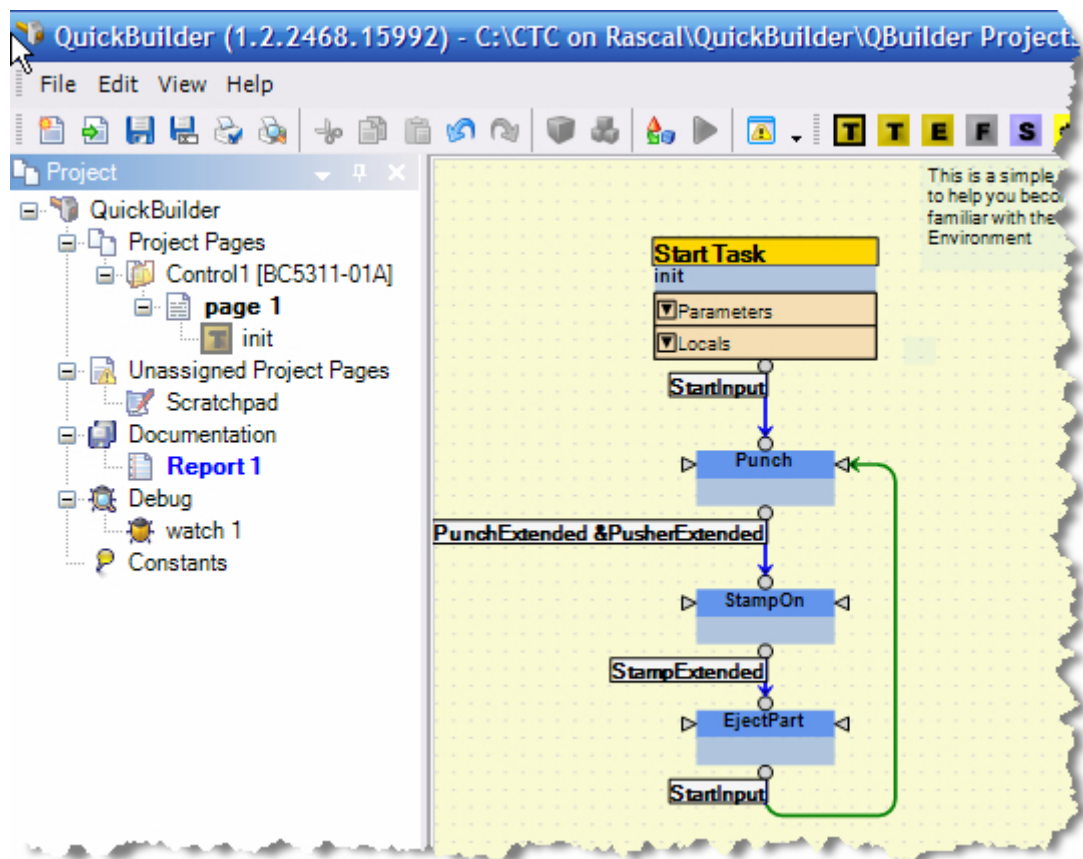 QuickBuilder (1.2.2468.15992) - C:\CTC on Rascal\QuickBuilder\QBuilder Projects
File Edit View Help
T T E F S
Project
QuickBuilder
Project Pages
Control1 [BC5311-01A]
page 1
T init
Unassigned Project Pages
Scratchpad
Documentation
Report 1
Debug
watch 1
Constants
This is a simple
to help you beco
familiar with the
Environment
Start Task
init
Parameters
Locals
StartInput
Punch
PunchExtended &PusherExtended
StampOn
StampExtended
EjectPart
StartInput